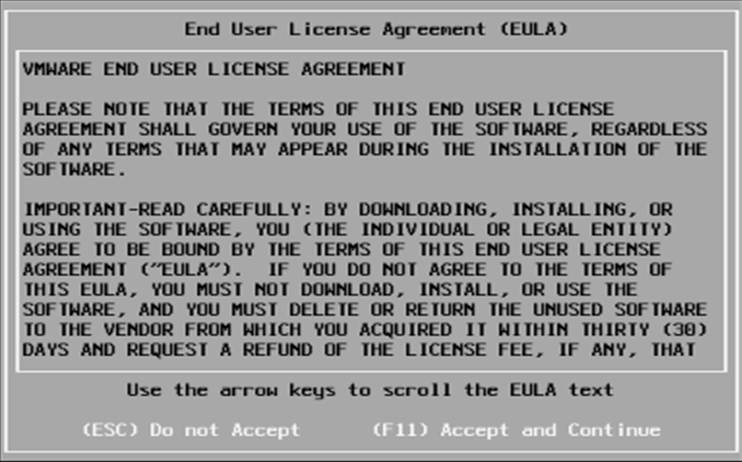 End User License Agreement (EULA)
VMWARE END USER LICENSE AGREEMENT
PLEASE NOTE THAT THE TERMS OF THIS END USER LICENSE
AGREEMENT SHALL GOVERN YOUR USE OF THE SOFTWARE, REGARDLESS
OF ANY TERMS THAT MAY APPEAR DURING THE INSTALLATION OF THE
SOFTWARE.
IMPORTANT-READ CAREFULLY: BY DOWNLOADING, INSTALLING, OR
USING THE SOFTWARE, YOU (THE INDIVIDUAL OR LEGAL ENTITY)
AGREE TO BE BOUND BY THE TERMS OF THIS END USER LICENSE
AGREEMENT ("EULA"). IF YOU DO NOT AGREE TO THE TERMS OF
THIS EULA, YOU MUST NOT DOWNLOAD, INSTALL, OR USE THE
SOFTWARE, AND YOU MUST DELETE OR RETURN THE UNUSED SOFTWARE
TO THE VENDOR FROM WHICH YOU ACQUIRED IT WITHIN THIRTY (30)
DAYS AND REQUEST A REFUND OF THE LICENSE FEE, IF ANY, THAT
Use the arrow keys to scroll the EULA text
(ESC) Do not Accept (F11) Accept and Continue